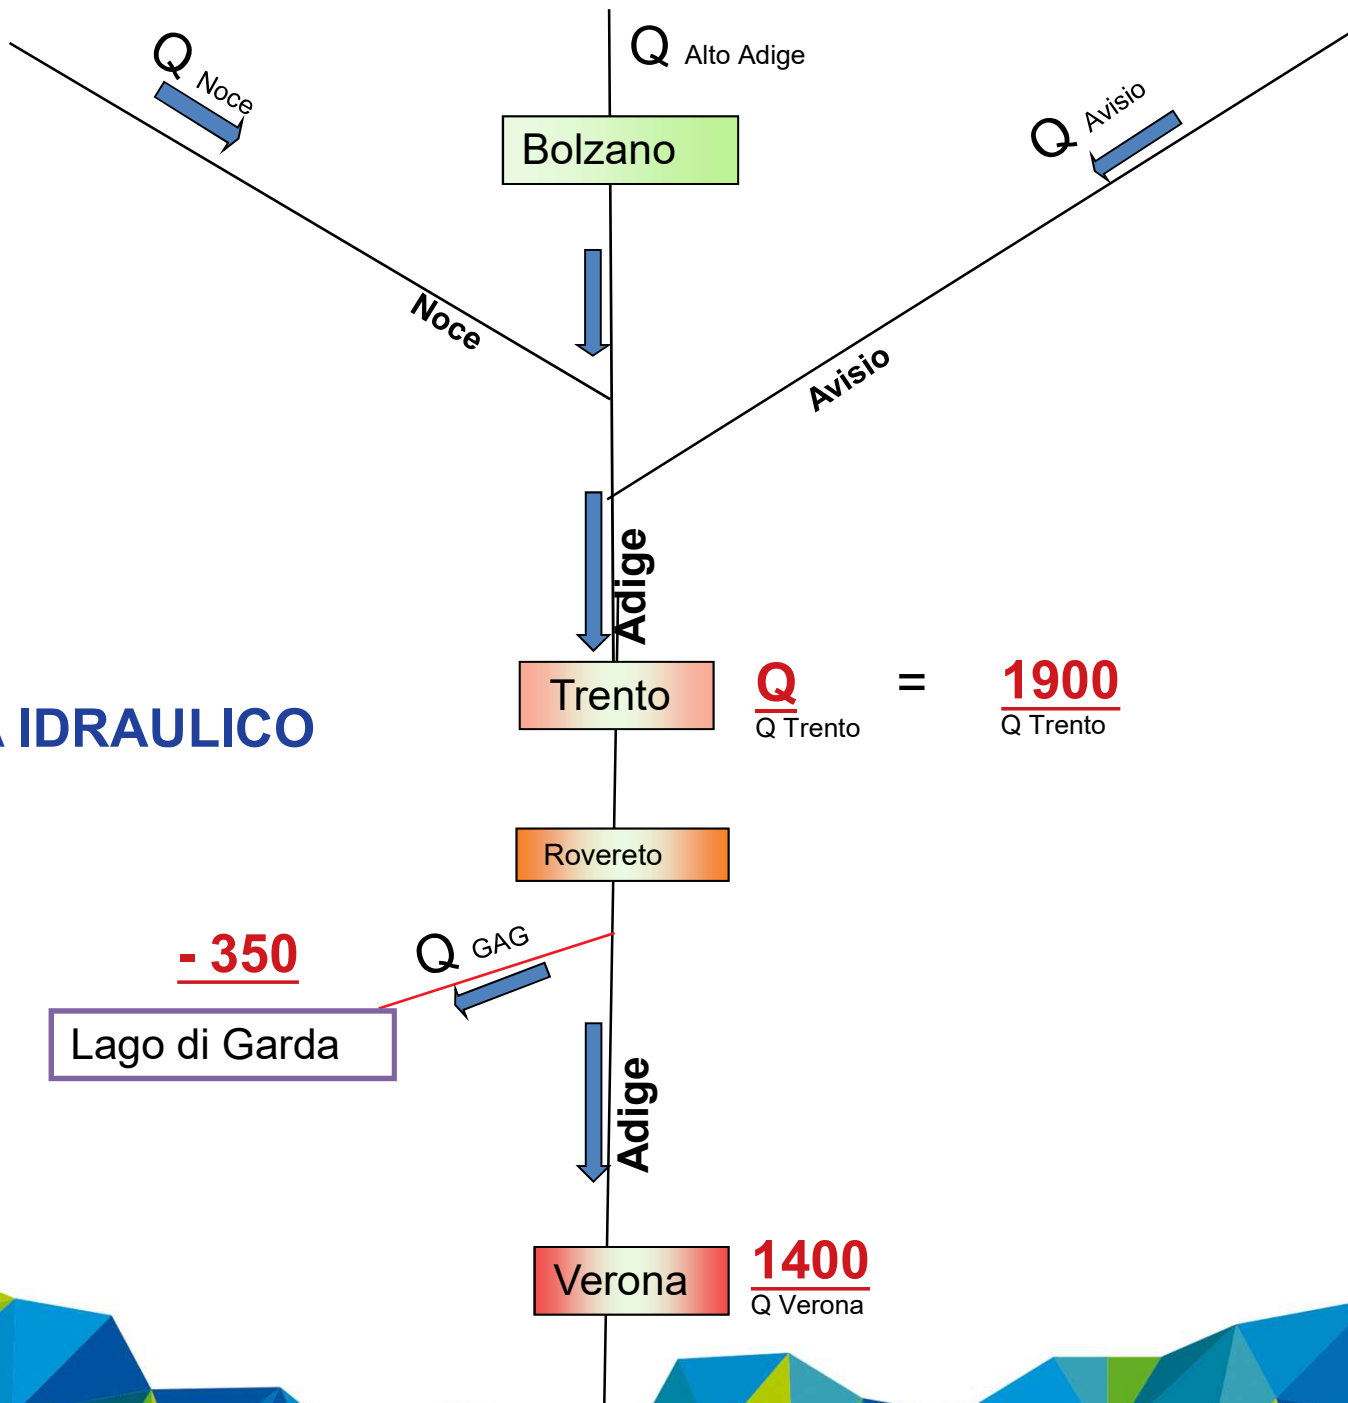 Q Alto Adige
Q Noce
Q Avisio
Bolzano
Noce
Avisio
Adige
Trento
Q = 1900
Q Trento Q Trento
A IDRAULICO
Rovereto
- 350
Q GAG
Lago di Garda
Adige
Verona
1400
Q Verona